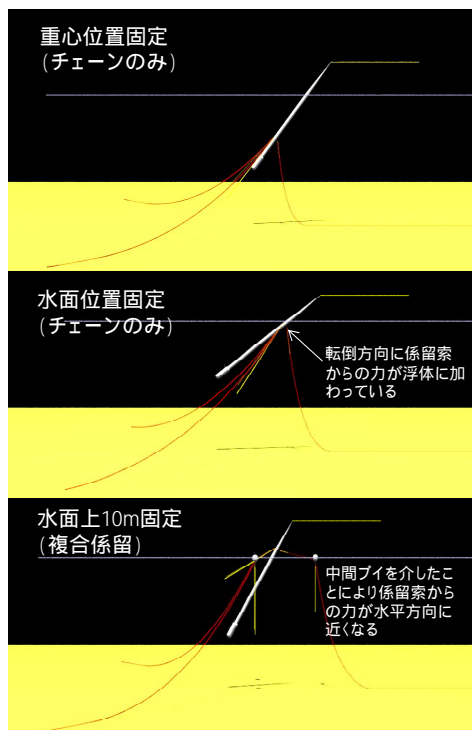 重心位置固定
(チェーンのみ)
水面位置固定
(チェーンのみ)
転倒方向に係留索
からの力が浮体に加
わっている
水面上10m固定
(複合係留)
中間ブイを介したこ
とにより係留索から
の力が水平方向に
近くなる